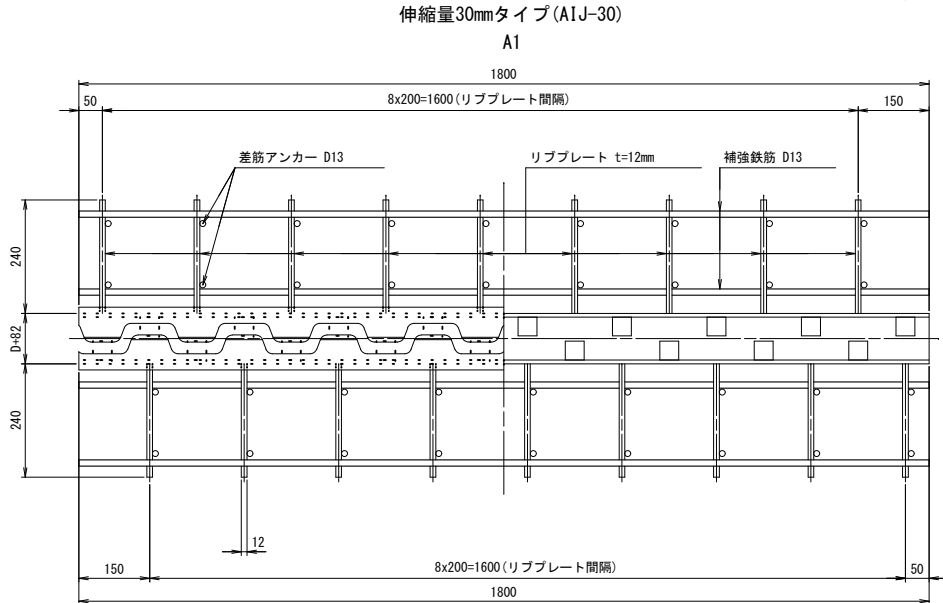 伸縮量30mmタイプ(AIJ-30)
A1
1800
50
8x200=1600(リブプレート間隔)
150
差筋アンカー D13
リブプレート t=12mm
補強鉄筋 D13
240
D+82
240
12
150
8x200=1600(リブプレート間隔)
50
1800